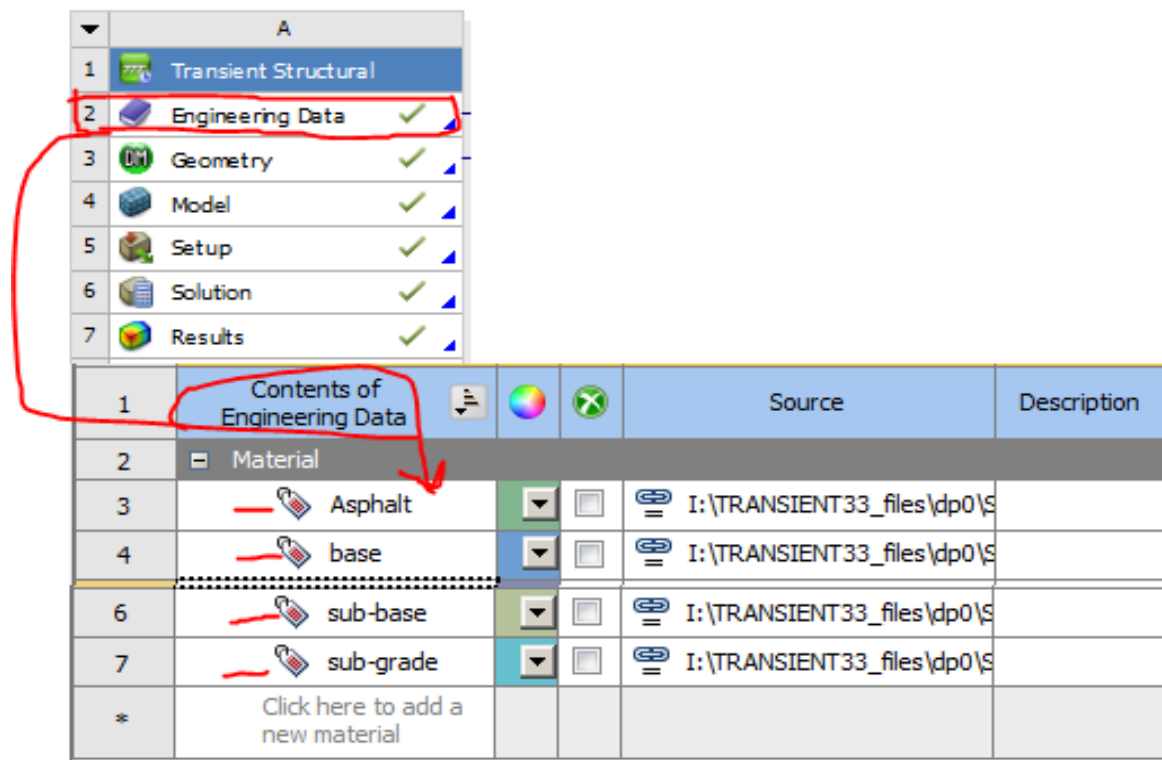 A
1 Transient Structural
2 Engineering Data
3 DM Geometry
4 Model
5 Setup
6 Solution
7 Results
1 Contents of Engineering Data Source Description
2 Material
3 Asphalt I:\TRANSIENT33_files\dp0\S
4 base I:\TRANSIENT33_files\dp0\S
6 sub-base I:\TRANSIENT33_files\dp0\S
7 sub-grade I:\TRANSIENT33_files\dp0\S
* Click here to add a
new material